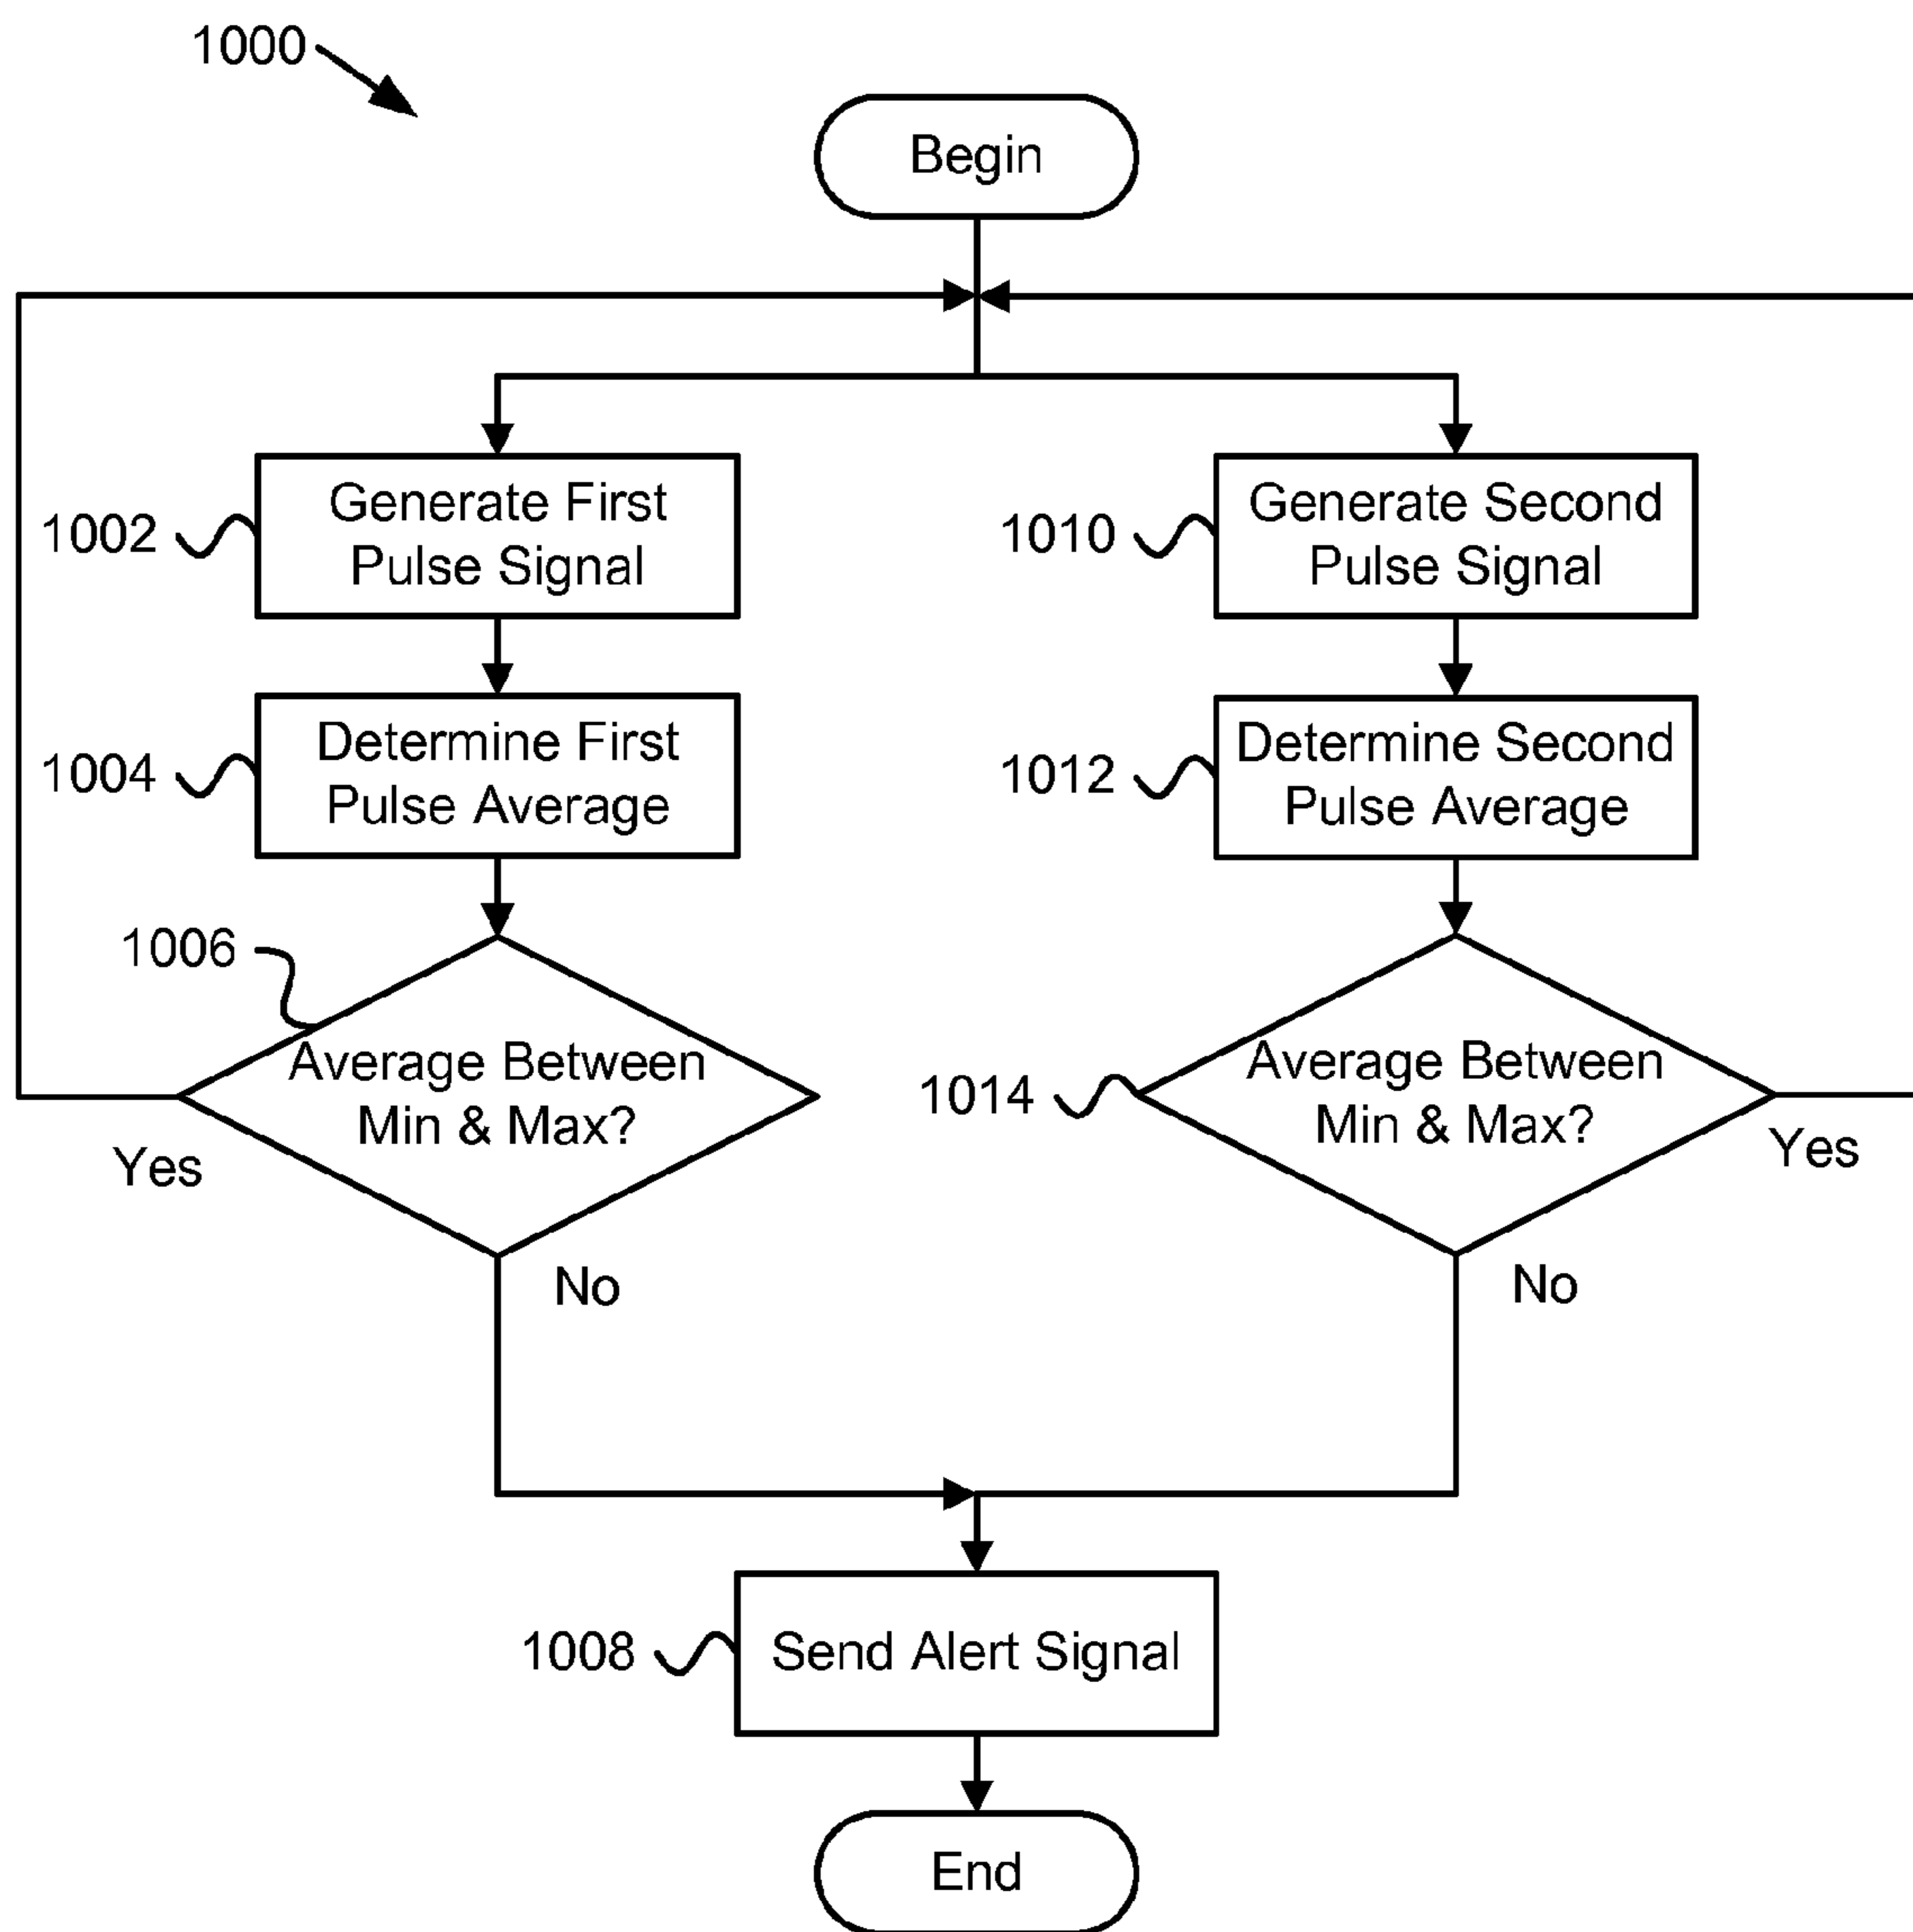 1000
Begin
1002
Generate First
Pulse Signal
1010
Generate Second
Pulse Signal
1004
Determine First
Pulse Average
1012
Determine Second
Pulse Average
1006
Average Between
Min & Max?
Yes
No
1014
Average Between
Min & Max?
Yes
No
1008
Send Alert Signal
End